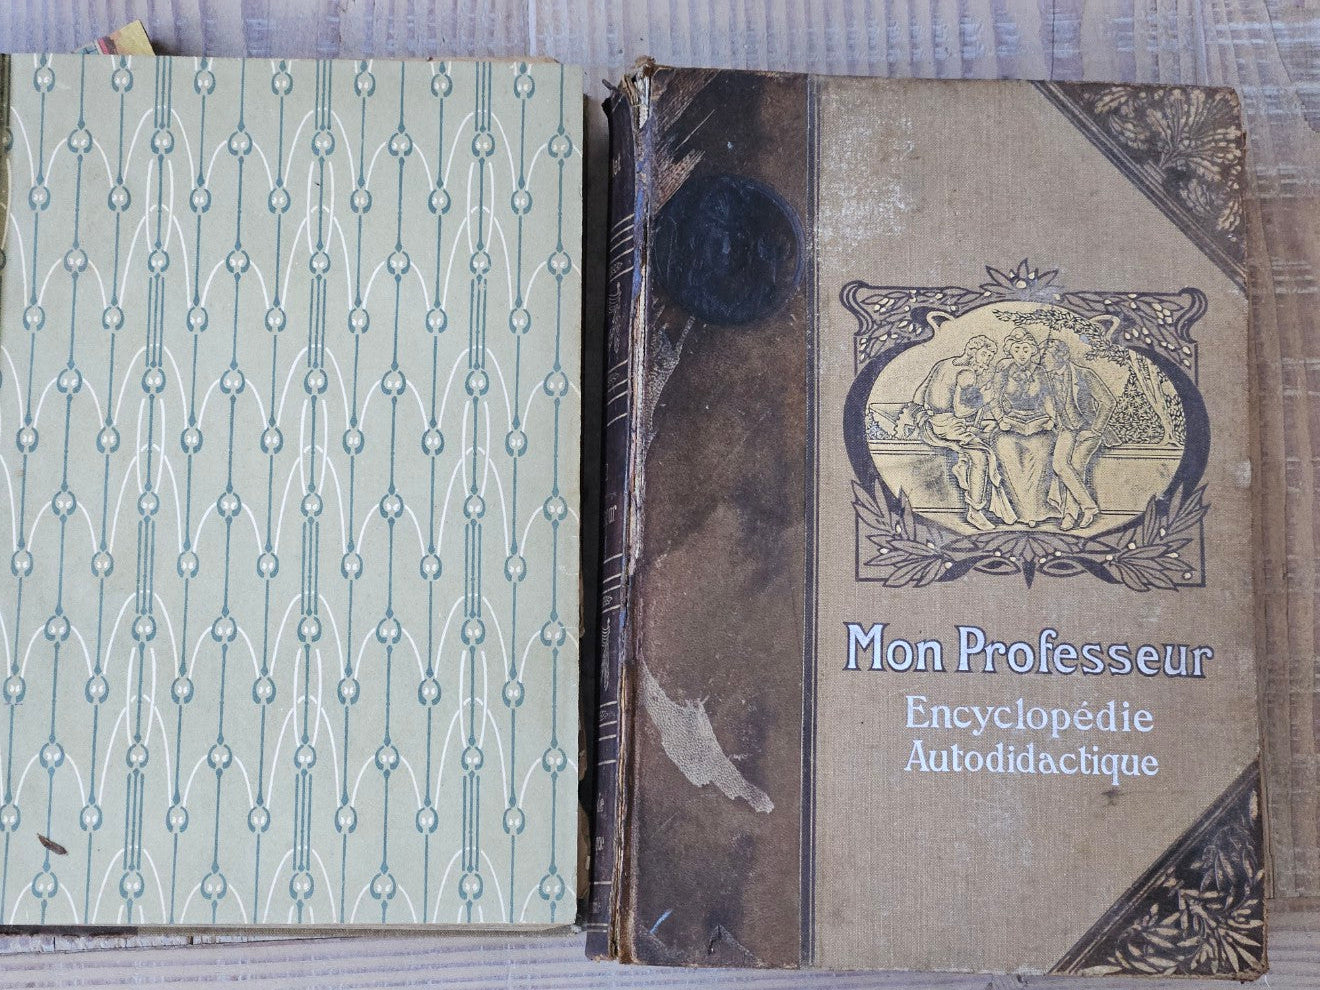 Mon Professeur
Encyclopédie
Autodidactique